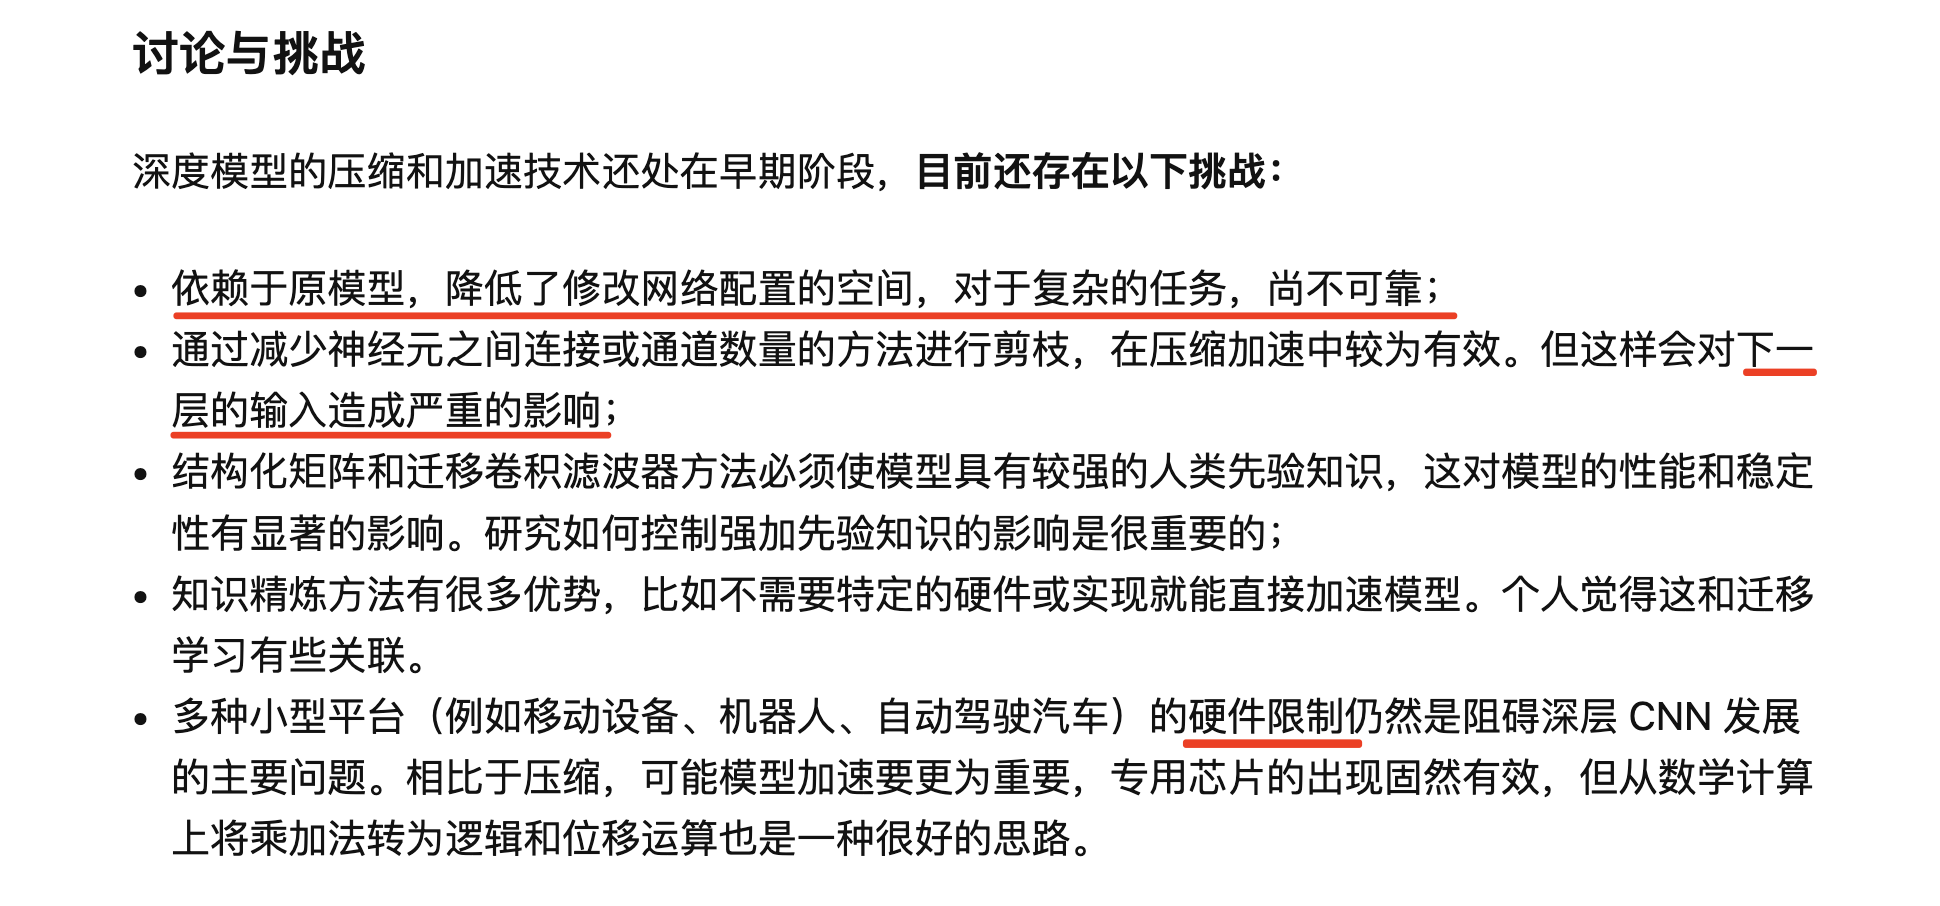 讨论与挑战
深度模型的压缩和加速技术还处在早期阶段，目前还存在以下挑战：
• 依赖于原模型，降低了修改网络配置的空间，对于复杂的任务，尚不可靠；
• 通过减少神经元之间连接或通道数量的方法进行剪枝，在压缩加速中较为有效。但这样会对下一
层的输入造成严重的影响；
• 结构化矩阵和迁移卷积滤波器方法必须使模型具有较强的人类先验知识，这对模型的性能和稳定
性有显著的影响。研究如何控制强加先验知识的影响是很重要的；
• 知识精炼方法有很多优势，比如不需要特定的硬件或实现就能直接加速模型。个人觉得这和迁移
学习有些关联。
• 多种小型平台（例如移动设备、机器人、自动驾驶汽车）的硬件限制仍然是阻碍深层 CNN 发展
的主要问题。相比于压缩，可能模型加速要更为重要，专用芯片的出现固然有效，但从数学计算
上将乘加法转为逻辑和位移运算也是一种很好的思路。